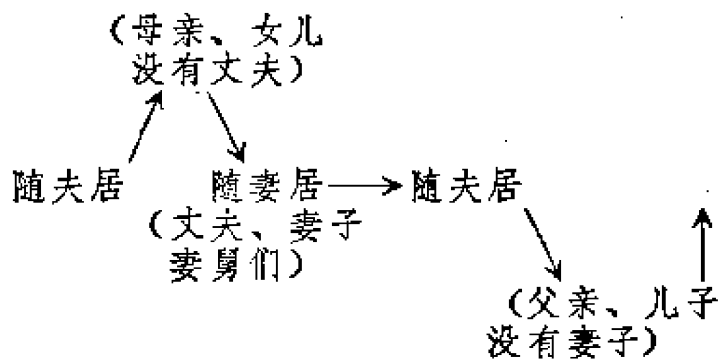 （母亲、女儿
没有丈夫）
随夫居 随妻居 随夫居
（丈夫、妻子
妻舅们）
（父亲、儿子
没有妻子）